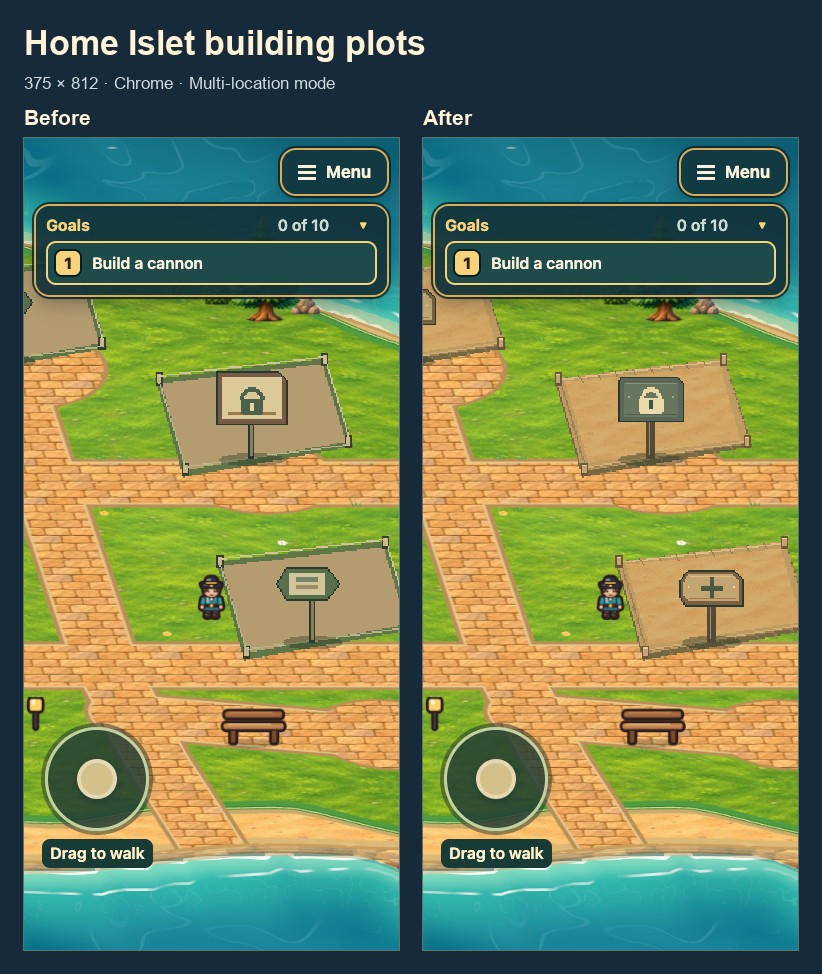 Home Islet building plots
375 × 812 · Chrome · Multi-location mode
Before
Menu
Goals 0 of 10 ▼
1 Build a cannon
Drag to walk
After
Menu
Goals 0 of 10 ▼
1 Build a cannon
Drag to walk